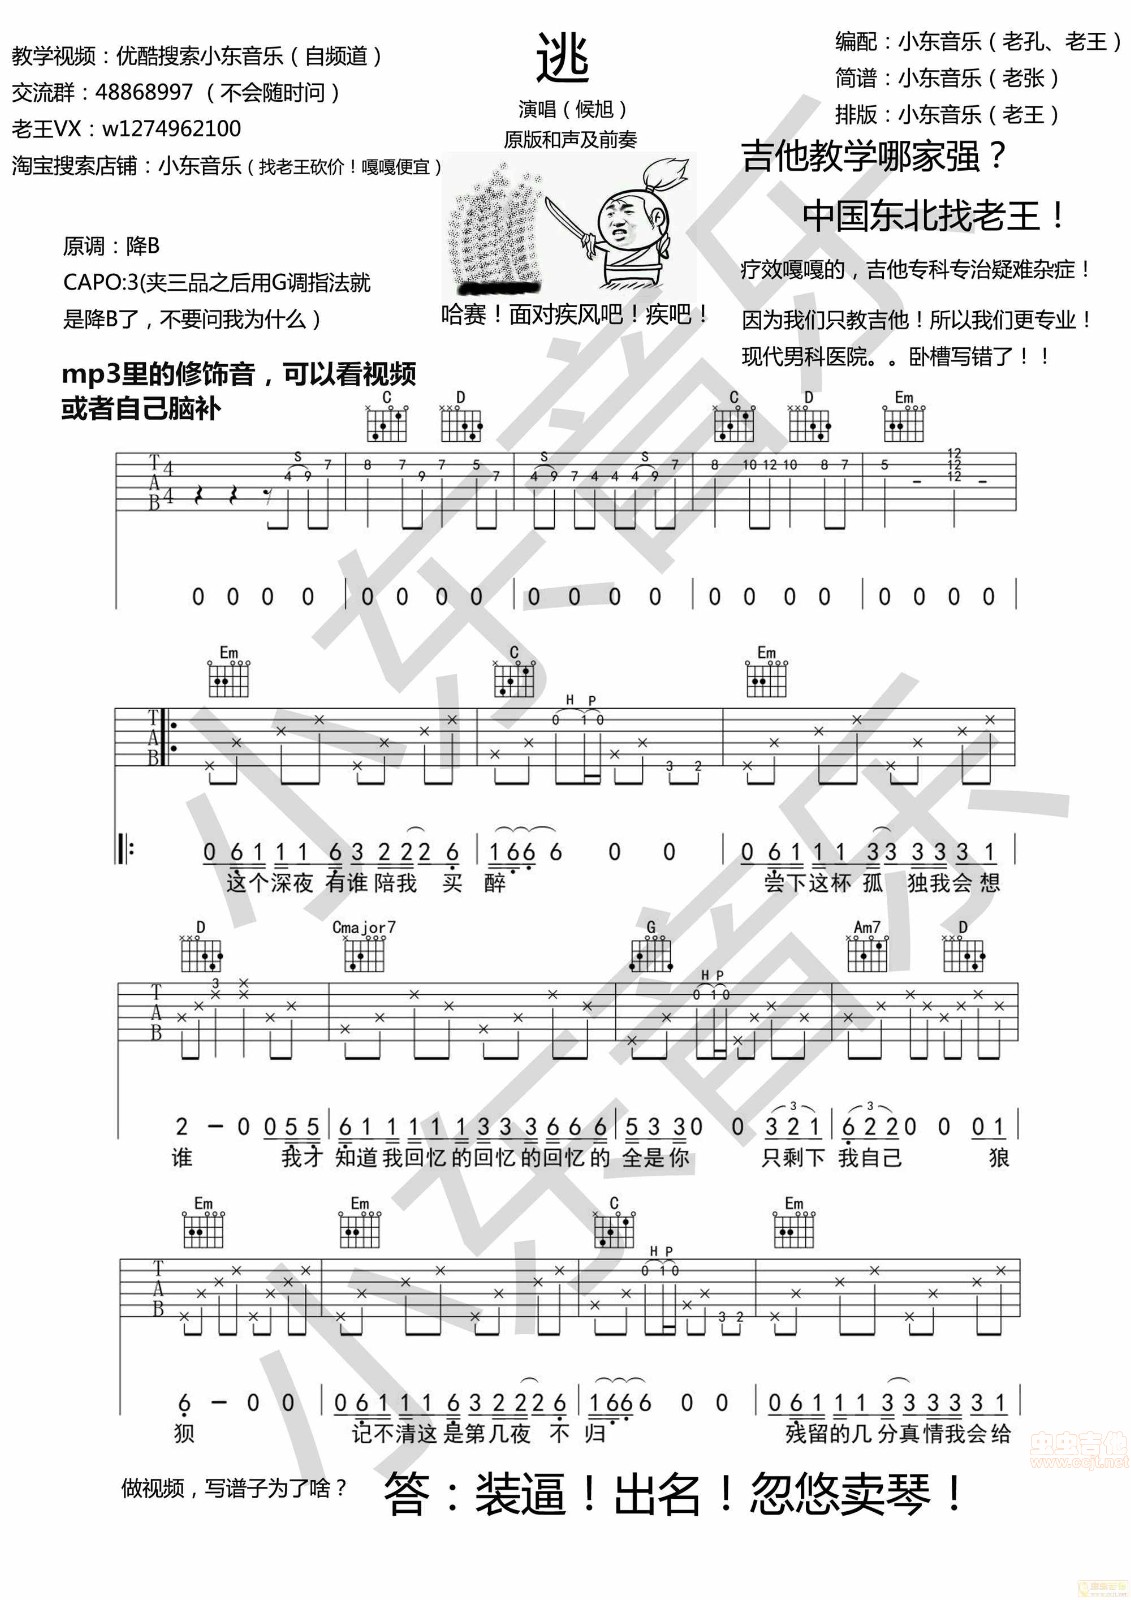 教学视频：优酷搜索小东音乐（自频道）
交流群：48868997（不会随时问）
老王VX：w1274962100
淘宝搜索店铺：小东音乐（找老王砍价！嘎嘎便宜）
逃
演唱（候旭）
原版和声及前奏
编配：小东音乐（老孔、老王）
简谱：小东音乐（老张）
排版：小东音乐（老王）
吉他教学哪家强？
中国东北找老王！
疗效嘎嘎的，吉他专科专治疑难杂症！
因为我们只教吉他！所以我们更专业！
现代男科医院。。卧槽写错了！！
哈赛！面对疾风吧！疾吧！
原调：降B
CAPO:3(夹三品之后用G调指法就
是降B了，不要问我为什么）
mp3里的修饰音，可以看视频
或者自己脑补
C D C D Em
T A B 4 4
S S S
4 9 7 8 7 9 7 5 7 4 9 7 4 4 4 9 7 8 10 12 10 8 7 5 - 12 12 12 -
0 0 0 0 0 0 0 0 0 0 0 0 0 0 0 0 0 0 0 0
Em C Em
H P
T A B 0 1 0 3 2
0 6 1 1 1 6 3 2 2 2 6 1 6 6 6 0 0 0 6 1 1 1 3 3 3 3 3 1
这个深夜 有谁陪我 买 醉 尝下这杯 孤 独我会想
D Cmajor7 G Am7 D
H P
T A B 3 0 1 0
2 - 0 0 5 5 6 1 1 1 1 1 3 3 3 6 6 6 5 3 3 0 0 3 2 1 6 2 2 0 0 0 1
谁 我才 知道我回忆的回忆的回忆的 全是你 只剩下 我自己 狼
Em Em C Em
H P
T A B 0 1 0 3 2
6 - 0 0 0 6 1 1 1 6 3 2 2 2 6 1 6 6 6 0 0 0 6 1 1 1 3 3 3 3 3 1
狈 记不清这 是第几夜 不 归 残留的几 分真情我会给
做视频，写谱子为了啥？
答：装逼！出名！忽悠卖琴！
小东音乐
小东音乐
虫虫吉他
www.ccjt.net